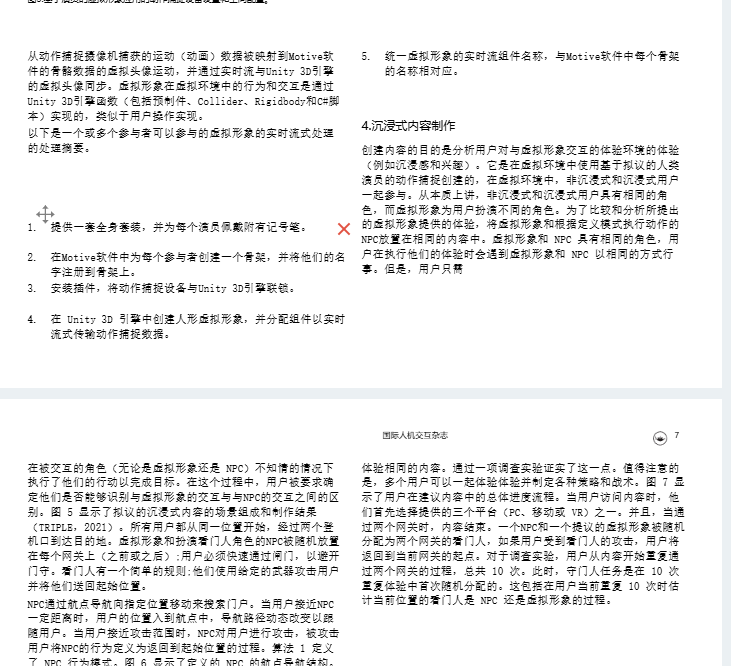 从动作捕捉摄像机捕获的运动（动画）数据被映射到Motive软
件的骨骼数据的虚拟头像运动，并通过实时流与Unity 3D引擎
的虚拟头像同步。虚拟形象在虚拟环境中的行为和交互是通过
Unity 3D引擎函数（包括预制件、Collider、Rigidbody和C#脚
本）实现的，类似于用户操作实现。
以下是一个或多个参与者可以参与的虚拟形象的实时流式处理
的处理摘要。
1. 提供一套全身套装，并为每个演员佩戴附有记号笔。
2. 在Motive软件中为每个参与者创建一个骨架，并将他们的名
字注册到骨架上。
3. 安装插件，将动作捕捉设备与Unity 3D引擎联锁。
4. 在 Unity 3D 引擎中创建人形虚拟形象，并分配组件以实时
流式传输动作捕捉数据。
5. 统一虚拟形象的实时流组件名称，与Motive软件中每个骨架
的名称相对应。
4.沉浸式内容制作
创建内容的目的是分析用户对与虚拟形象交互的体验环境的体验
（例如沉浸感和兴趣）。它是在虚拟环境中使用基于拟议的人类
演员的动作捕捉创建的，在虚拟环境中，非沉浸式和沉浸式用户
一起参与。从本质上讲，非沉浸式和沉浸式用户具有相同的角
色，而虚拟形象为用户扮演不同的角色。为了比较和分析所提出
的虚拟形象提供的体验，将虚拟形象和根据定义模式执行动作的
NPC放置在相同的内容中。虚拟形象和 NPC 具有相同的角色，用
户在执行他们的体验时会遇到虚拟形象和 NPC 以相同的方式行
事。但是，用户只需
国际人机交互杂志 7
在被交互的角色（无论是虚拟形象还是 NPC）不知情的情况下
执行了他们的行动以完成目标。在这个过程中，用户被要求确
定他们是否能够识别与虚拟形象的交互与与NPC的交互之间的区
别。图 5 显示了拟议的沉浸式内容的场景组成和制作结果
（TRIPLE，2021）。所有用户都从同一位置开始，经过两个登
机口到达目的地。虚拟形象和扮演看门人角色的NPC被随机放置
在每个网关上（之前或之后）;用户必须快速通过闸门，以避开
门守。看门人有一个简单的规则;他们使用给定的武器攻击用户
并将他们送回起始位置。
NPC通过航点导航向指定位置移动来搜索门户。当用户接近NPC
一定距离时，用户的位置入到航点中，导航路径动态改变以跟
随用户。当用户接近攻击范围时，NPC对用户进行攻击，被攻击
用户将NPC的行为定义为返回到起始位置的过程。算法 1 定义
了 NPC 行为模式。图 6 显示了定义的 NPC 的航点导航结构。
体验相同的内容。通过一项调查实验证实了这一点。值得注意的
是，多个用户可以一起体验体验并制定各种策略和战术。图 7 显
示了用户在建议内容中的总体进度流程。当用户访问内容时，他
们首先选择提供的三个平台（PC、移动或 VR）之一。并且，当通
过两个网关时，内容结束。一个NPC和一个提议的虚拟形象被随机
分配为两个网关的看门人，如果用户受到看门人的攻击，用户将
返回到当前网关的起点。对于调查实验，用户从内容开始重复通
过两个网关的过程，总共 10 次。此时，守门人任务是在 10 次
重复体验中首次随机分配的。这包括在用户当前重复 10 次时估
计当前位置的看门人是 NPC 还是虚拟形象的过程。